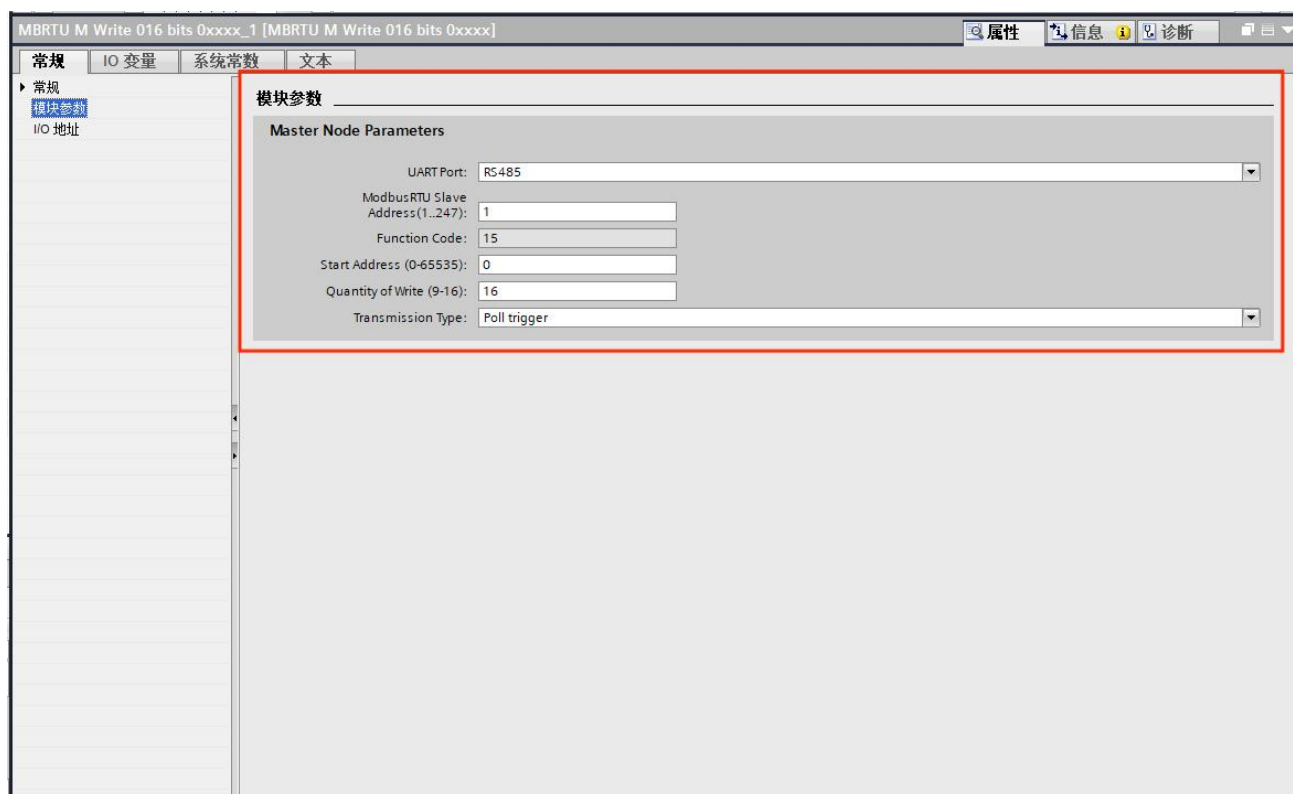 MBRTU M Write 016 bits 0xxxx_1 [MBRTU M Write 016 bits 0xxxx]
属性 信息 诊断
常规 IO 变量 系统常数 文本
常规
模块参数
I/O 地址
模块参数
Master Node Parameters
UART Port: RS485
ModbusRTU Slave
Address(1..247): 1
Function Code: 15
Start Address (0-65535): 0
Quantity of Write (9-16): 16
Transmission Type: Poll trigger